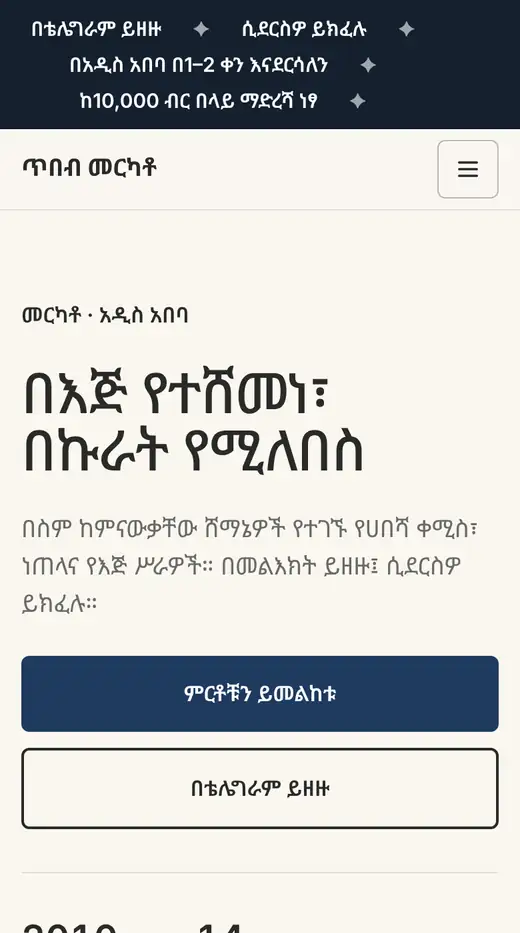 በቴሌግራም ይዘዙ ✦ ሲደርስዎ ይክፈሉ ✦
በአዲስ አበባ በ1–2 ቀን እናደርሳለን ✦
ከ10,000 ብር በላይ ማድረሻ ነፃ ✦
ጥበብ መርካቶ
መርካቶ · አዲስ አበባ
በእጅ የተሸመነ፣
በኩራት የሚለበስ
በስም ከምናውቃቸው ሸማኔዎች የተገኙ የሀበሻ ቀሚስ፣
ነጠላና የእጅ ሥራዎች። በመልእክት ይዘዙ፤ ሲደርስዎ
ይክፈሉ።
ምርቶቹን ይመልከቱ
በቴሌግራም ይዘዙ